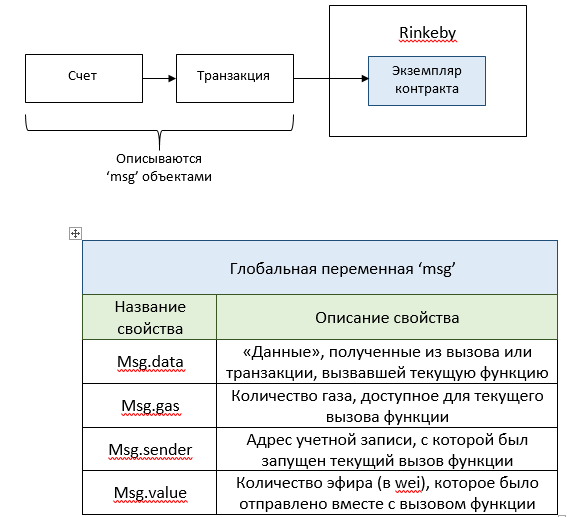 Rinkeby
Счет
Транзакция
Экземпляр
контракта
Описываются
‘msg’ объектами
Глобальная переменная ‘msg’
Название
свойства
Описание свойства
Msg.data
«Данные», полученные из вызова или
транзакции, вызвавшей текущую функцию
Msg.gas
Количество газа, доступное для текущего
вызова функции
Msg.sender
Адрес учетной записи, с которой был
запущен текущий вызов функции
Msg.value
Количество эфира (в wei), которое было
отправлено вместе с вызовом функции